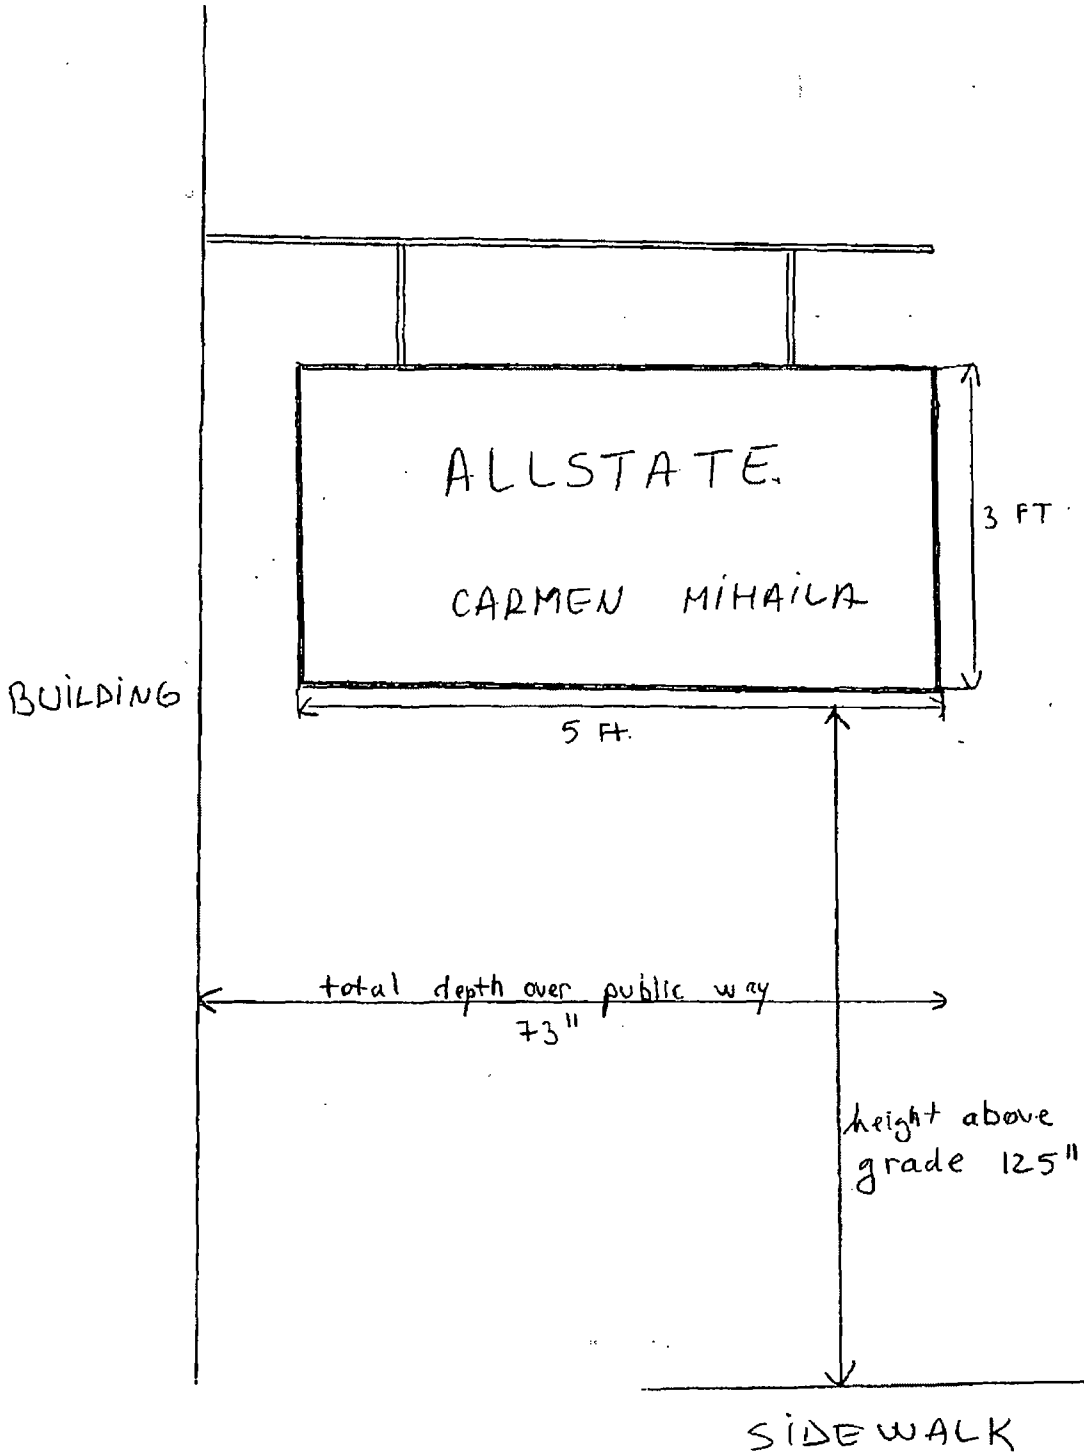 ALLSTATE.
CARMEN MiHAiLA
3 FT
BUiLDiNG
5 Ft.
total depth over public way
73"
height above
grade 125"
SiDEWALK